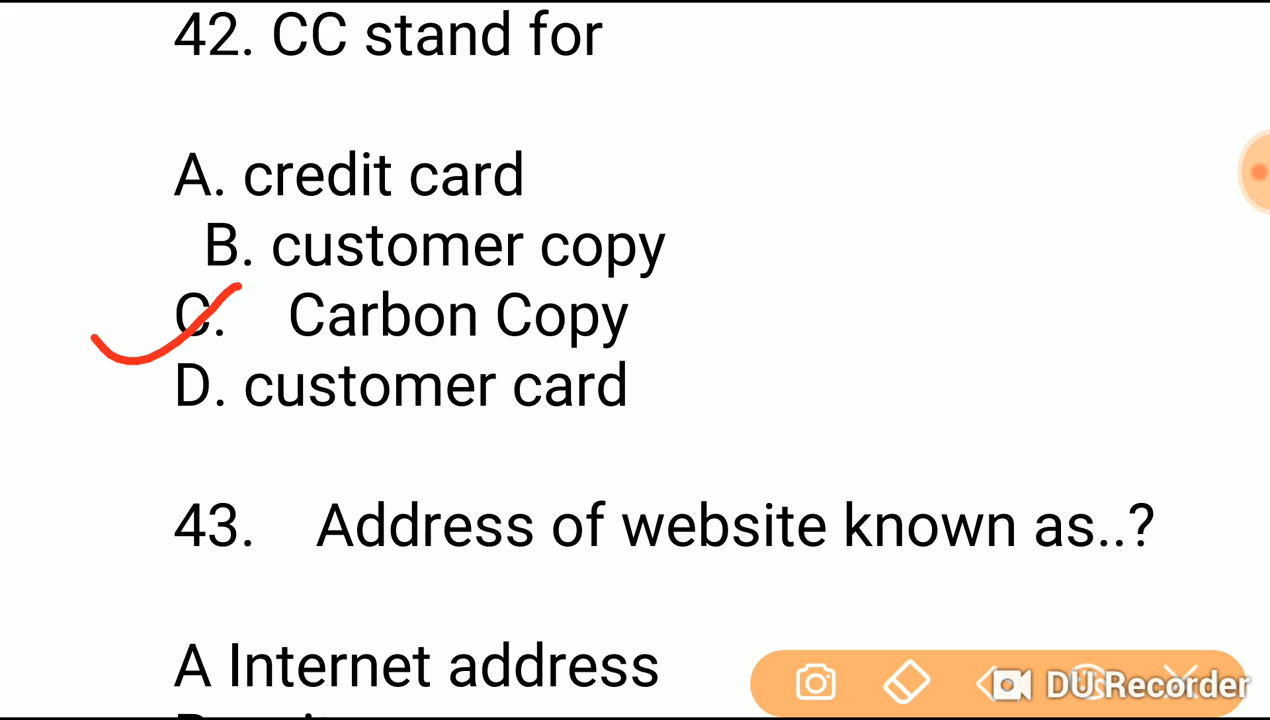 42. CC stand for
A. credit card
B. customer copy
C. Carbon Copy
D. customer card
43. Address of website known as..?
A Internet address
DU Recorder